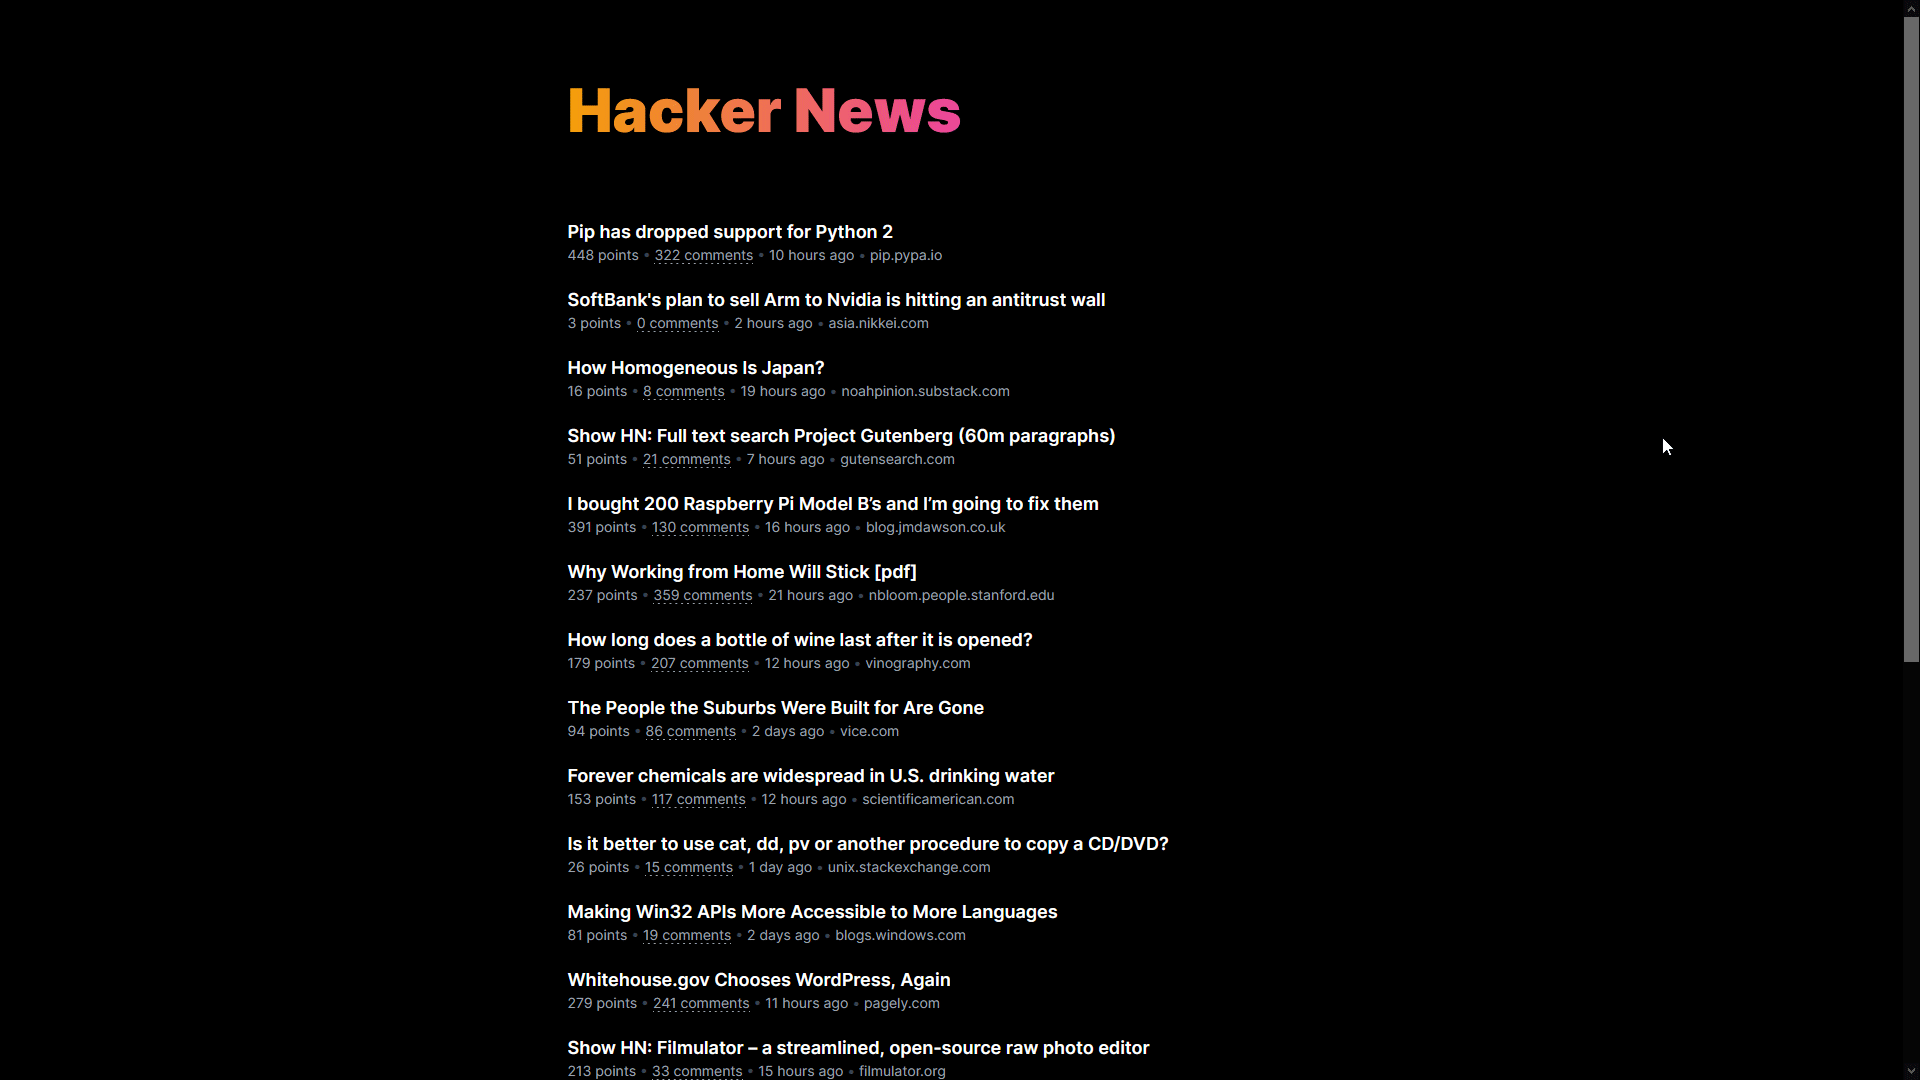 Hacker News
Pip has dropped support for Python 2
448 points • 322 comments • 10 hours ago • pip.pypa.io
SoftBank's plan to sell Arm to Nvidia is hitting an antitrust wall
3 points • 0 comments • 2 hours ago • asia.nikkei.com
How Homogeneous Is Japan?
16 points • 8 comments • 19 hours ago • noahpinion.substack.com
Show HN: Full text search Project Gutenberg (60m paragraphs)
51 points • 21 comments • 7 hours ago • gutensearch.com
I bought 200 Raspberry Pi Model B’s and I’m going to fix them
391 points • 130 comments • 16 hours ago • blog.jmdawson.co.uk
Why Working from Home Will Stick [pdf]
237 points • 359 comments • 21 hours ago • nbloom.people.stanford.edu
How long does a bottle of wine last after it is opened?
179 points • 207 comments • 12 hours ago • vinography.com
The People the Suburbs Were Built for Are Gone
94 points • 86 comments • 2 days ago • vice.com
Forever chemicals are widespread in U.S. drinking water
153 points • 117 comments • 12 hours ago • scientificamerican.com
Is it better to use cat, dd, pv or another procedure to copy a CD/DVD?
26 points • 15 comments • 1 day ago • unix.stackexchange.com
Making Win32 APIs More Accessible to More Languages
81 points • 19 comments • 2 days ago • blogs.windows.com
Whitehouse.gov Chooses WordPress, Again
279 points • 241 comments • 11 hours ago • pagely.com
Show HN: Filmulator – a streamlined, open-source raw photo editor
213 points • 33 comments • 15 hours ago • filmulator.org